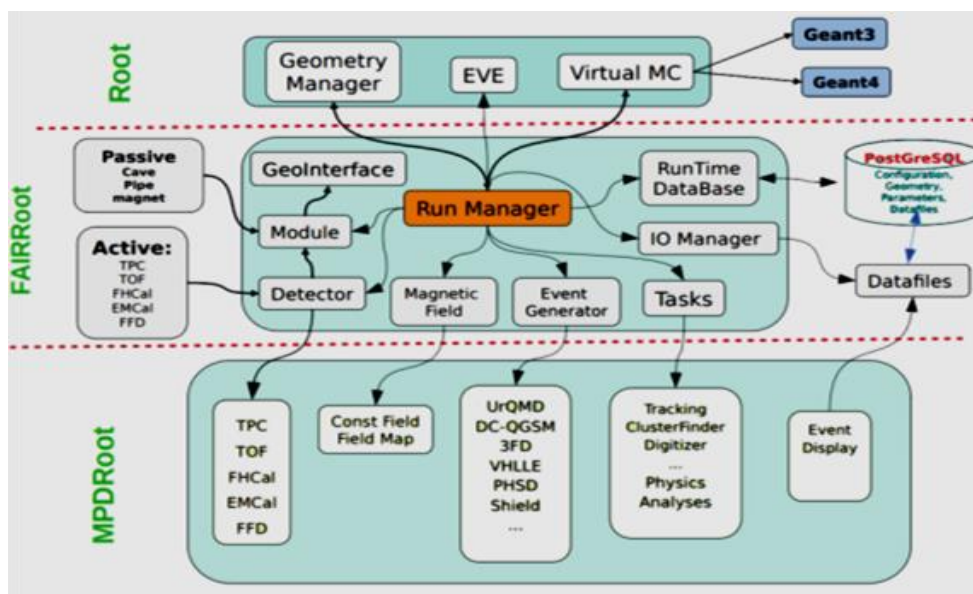 Root
Geometry
Manager
EVE
Virtual MC
Geant3
Geant4
FAIRRoot
Passive
Cave
Pipe
magnet
Active:
TPC
TOF
FHCal
EMCal
FFD
GeoInterface
Module
Detector
Run Manager
Magnetic
Field
Event
Generator
Tasks
RunTime
DataBase
IO Manager
PostGreSQL
Configuration,
Geometry,
Parameters,
Datafiles
Datafiles
MPDRoot
TPC
TOF
FHCal
EMCal
FFD
Const Field
Field Map
UrQMD
DC-QGSM
3FD
VHLLE
PHSD
Shield
...
Tracking
ClusterFinder
Digitizer
...
Physics
Analyses
Event
Display